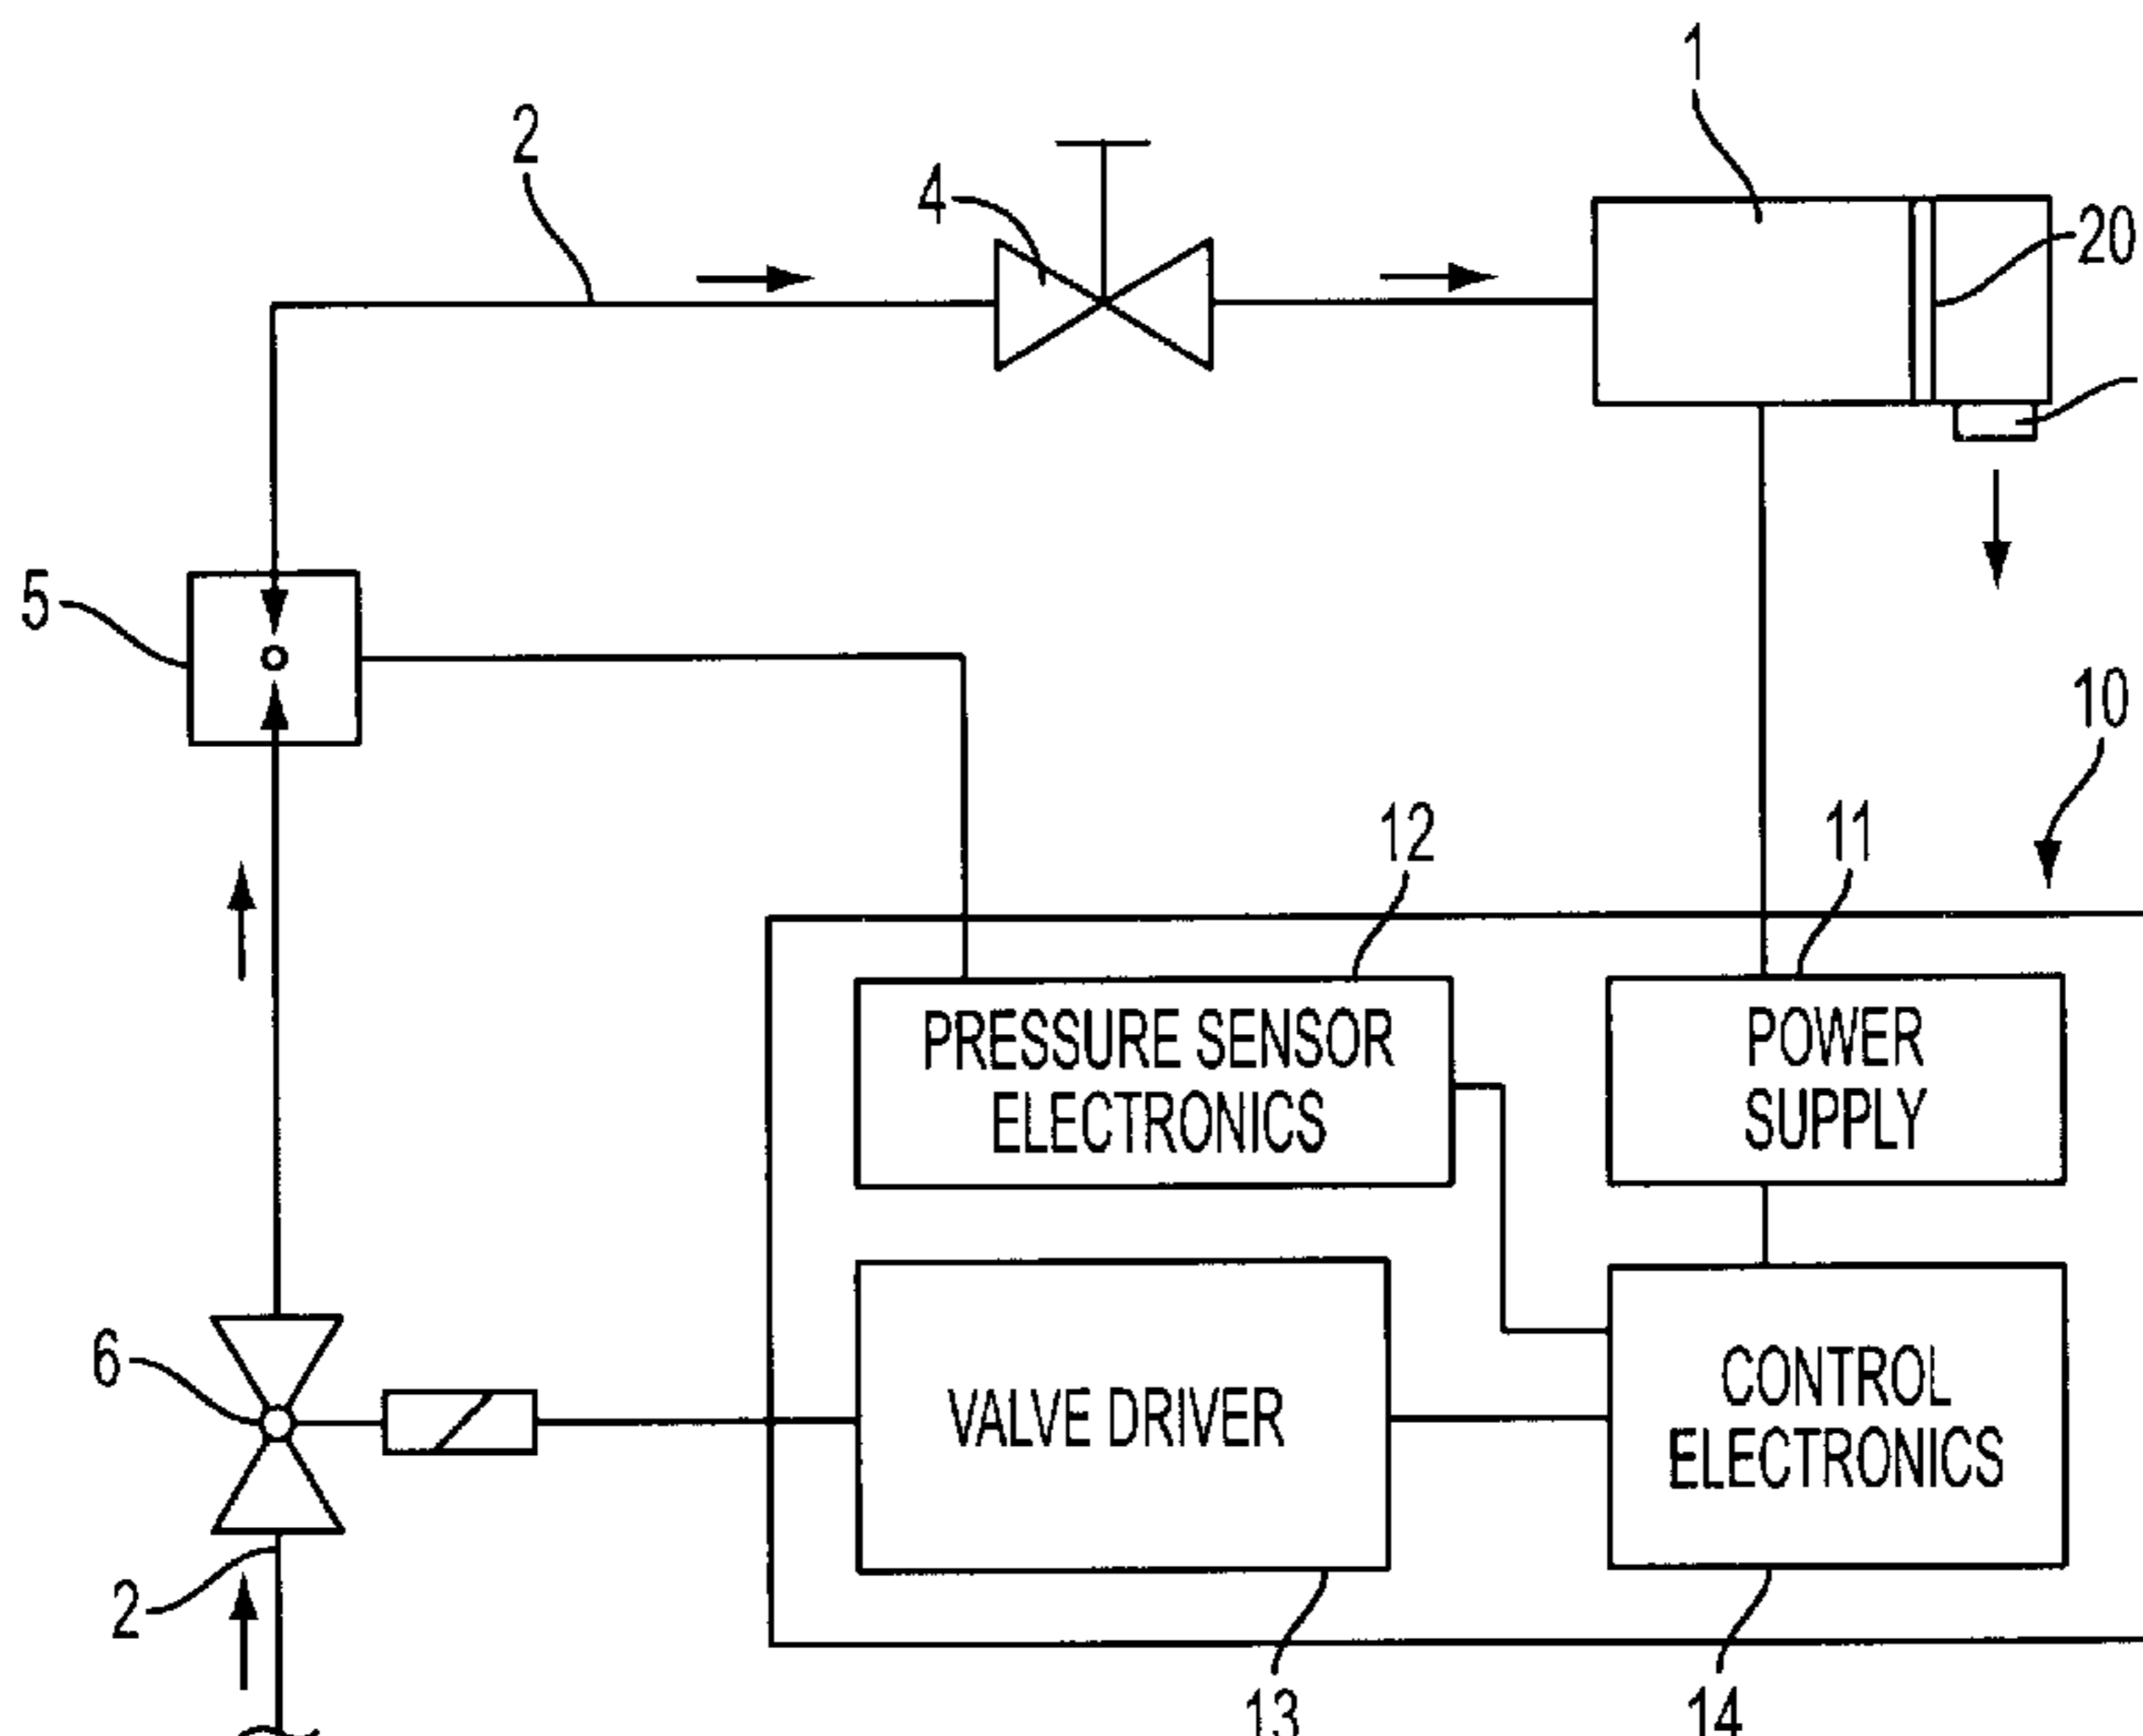 1
2
4
20
5
10
12
11
PRESSURE SENSOR
ELECTRONICS
POWER
SUPPLY
6
VALVE DRIVER
CONTROL
ELECTRONICS
2
13
14